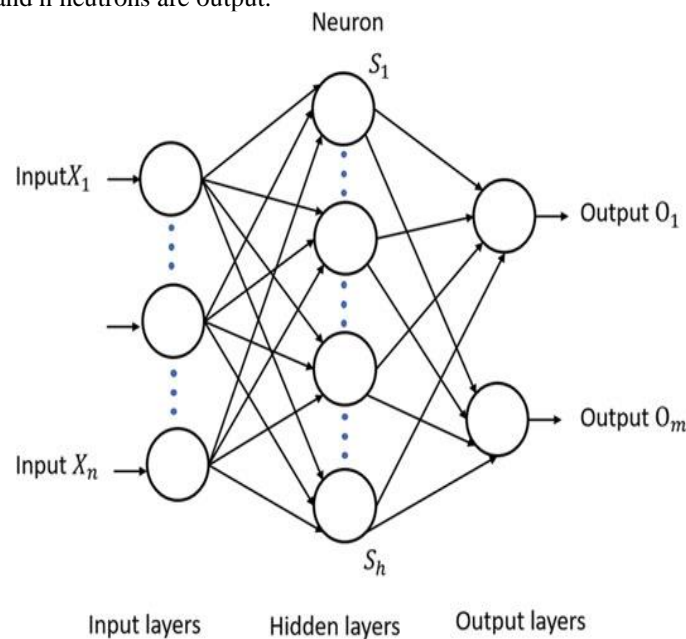 and n neutrons are output.
Neuron
S₁
InputX₁
Output O₁
Output Oₘ
Input Xₙ
Sₕ
Input layers Hidden layers Output layers